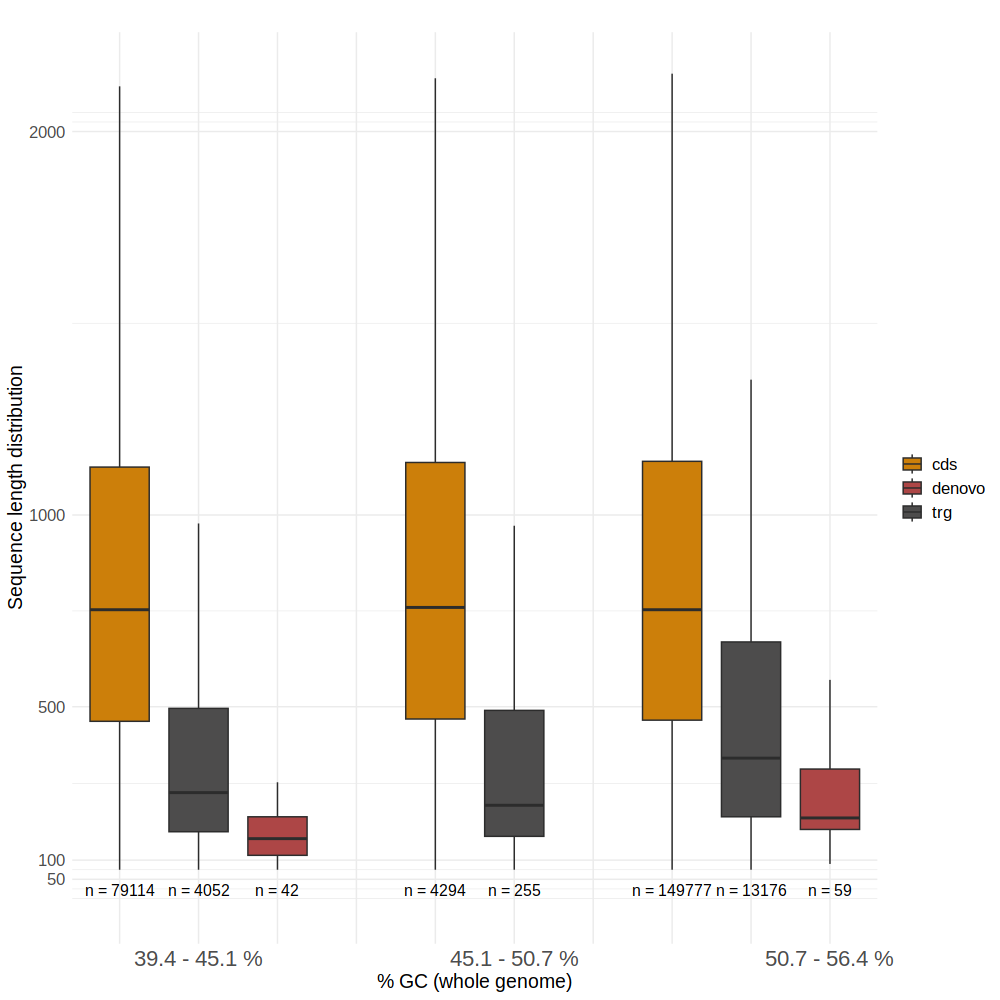 Sequence length distribution
2000
1000
500
100
50
n = 79114 n = 4052 n = 42 n = 4294 n = 255 n = 149777 n = 13176 n = 59
39.4 - 45.1 % 45.1 - 50.7 % 50.7 - 56.4 %
% GC (whole genome)
cds
denovo
trg